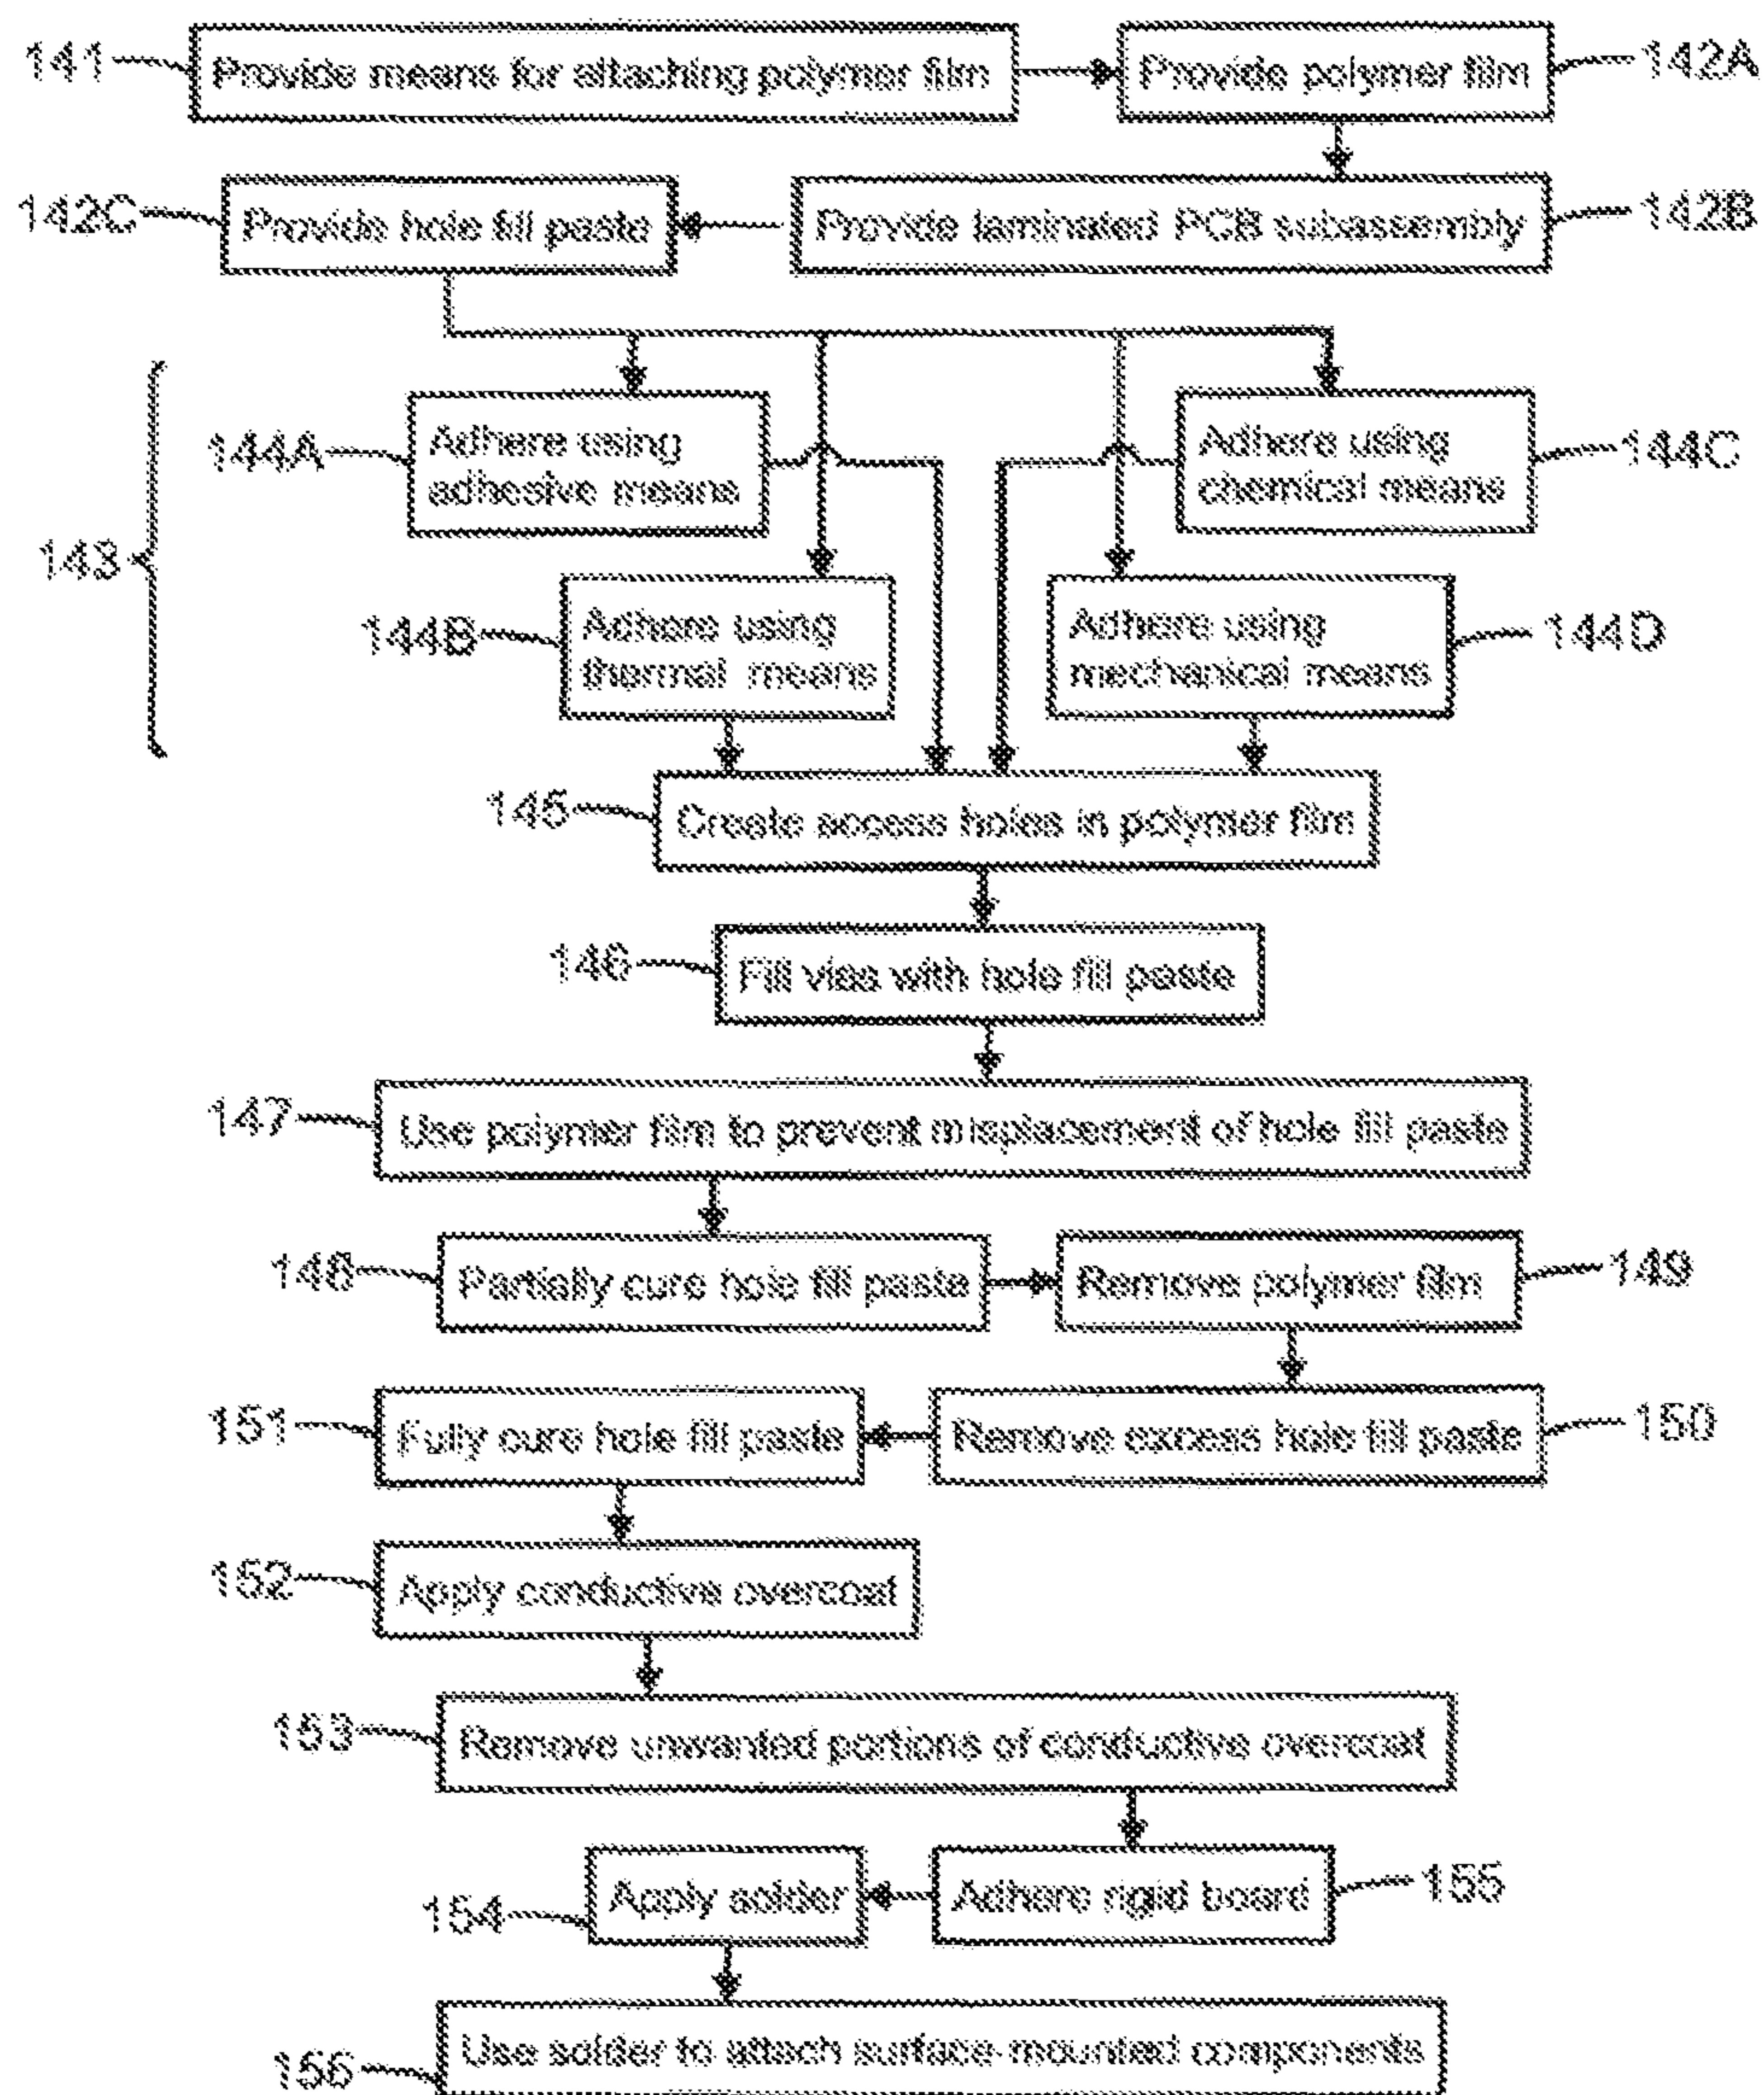 141 Provide means for attaching polymer film Provide polymer film 142A
142C Provide hole fill paste Provide laminated PCB subassembly 142B
143
144A Adhere using
adhesive means
Adhere using 144C
chemical means
144B Adhere using
thermal means
Adhere using 144D
mechanical means
145 Create access holes in polymer film
146 Fill vias with hole fill paste
147 Use polymer film to prevent misplacement of hole fill paste
148 Partially cure hole fill paste Remove polymer film 149
151 Fully cure hole fill paste Remove excess hole fill paste 150
152 Apply conductive overcoat
153 Remove unwanted portions of conductive overcoat
154 Apply solder Adhere rigid board 155
156 Use solder to attach surface-mounted components